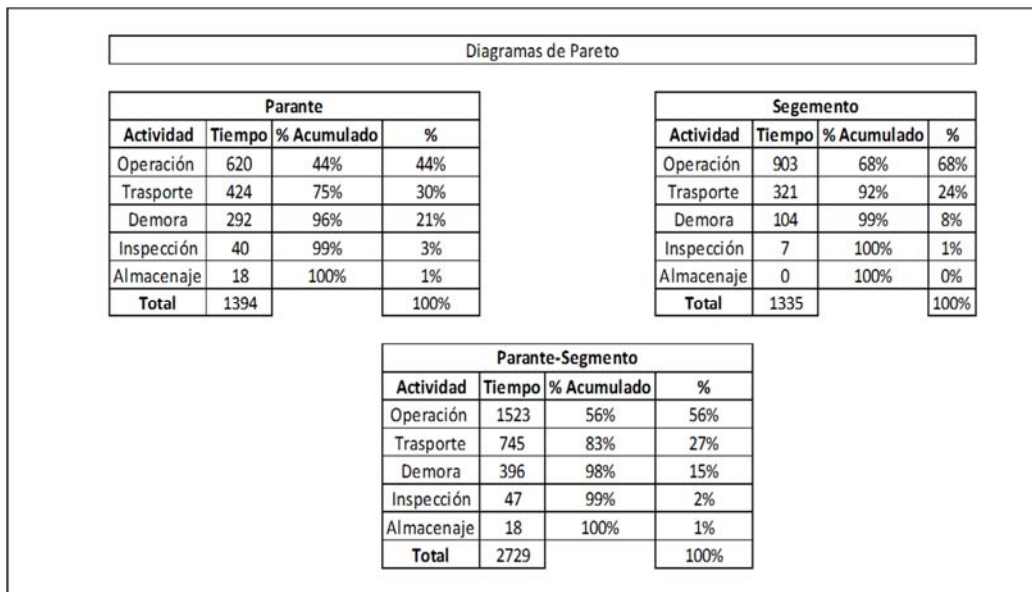 Diagramas de Pareto
Parante
Actividad Tiempo % Acumulado %
Operación 620 44% 44%
Trasporte 424 75% 30%
Demora 292 96% 21%
Inspección 40 99% 3%
Almacenaje 18 100% 1%
Total 1394 100%
Segemento
Actividad Tiempo % Acumulado %
Operación 903 68% 68%
Trasporte 321 92% 24%
Demora 104 99% 8%
Inspección 7 100% 1%
Almacenaje 0 100% 0%
Total 1335 100%
Parante-Segmento
Actividad Tiempo % Acumulado %
Operación 1523 56% 56%
Trasporte 745 83% 27%
Demora 396 98% 15%
Inspección 47 99% 2%
Almacenaje 18 100% 1%
Total 2729 100%